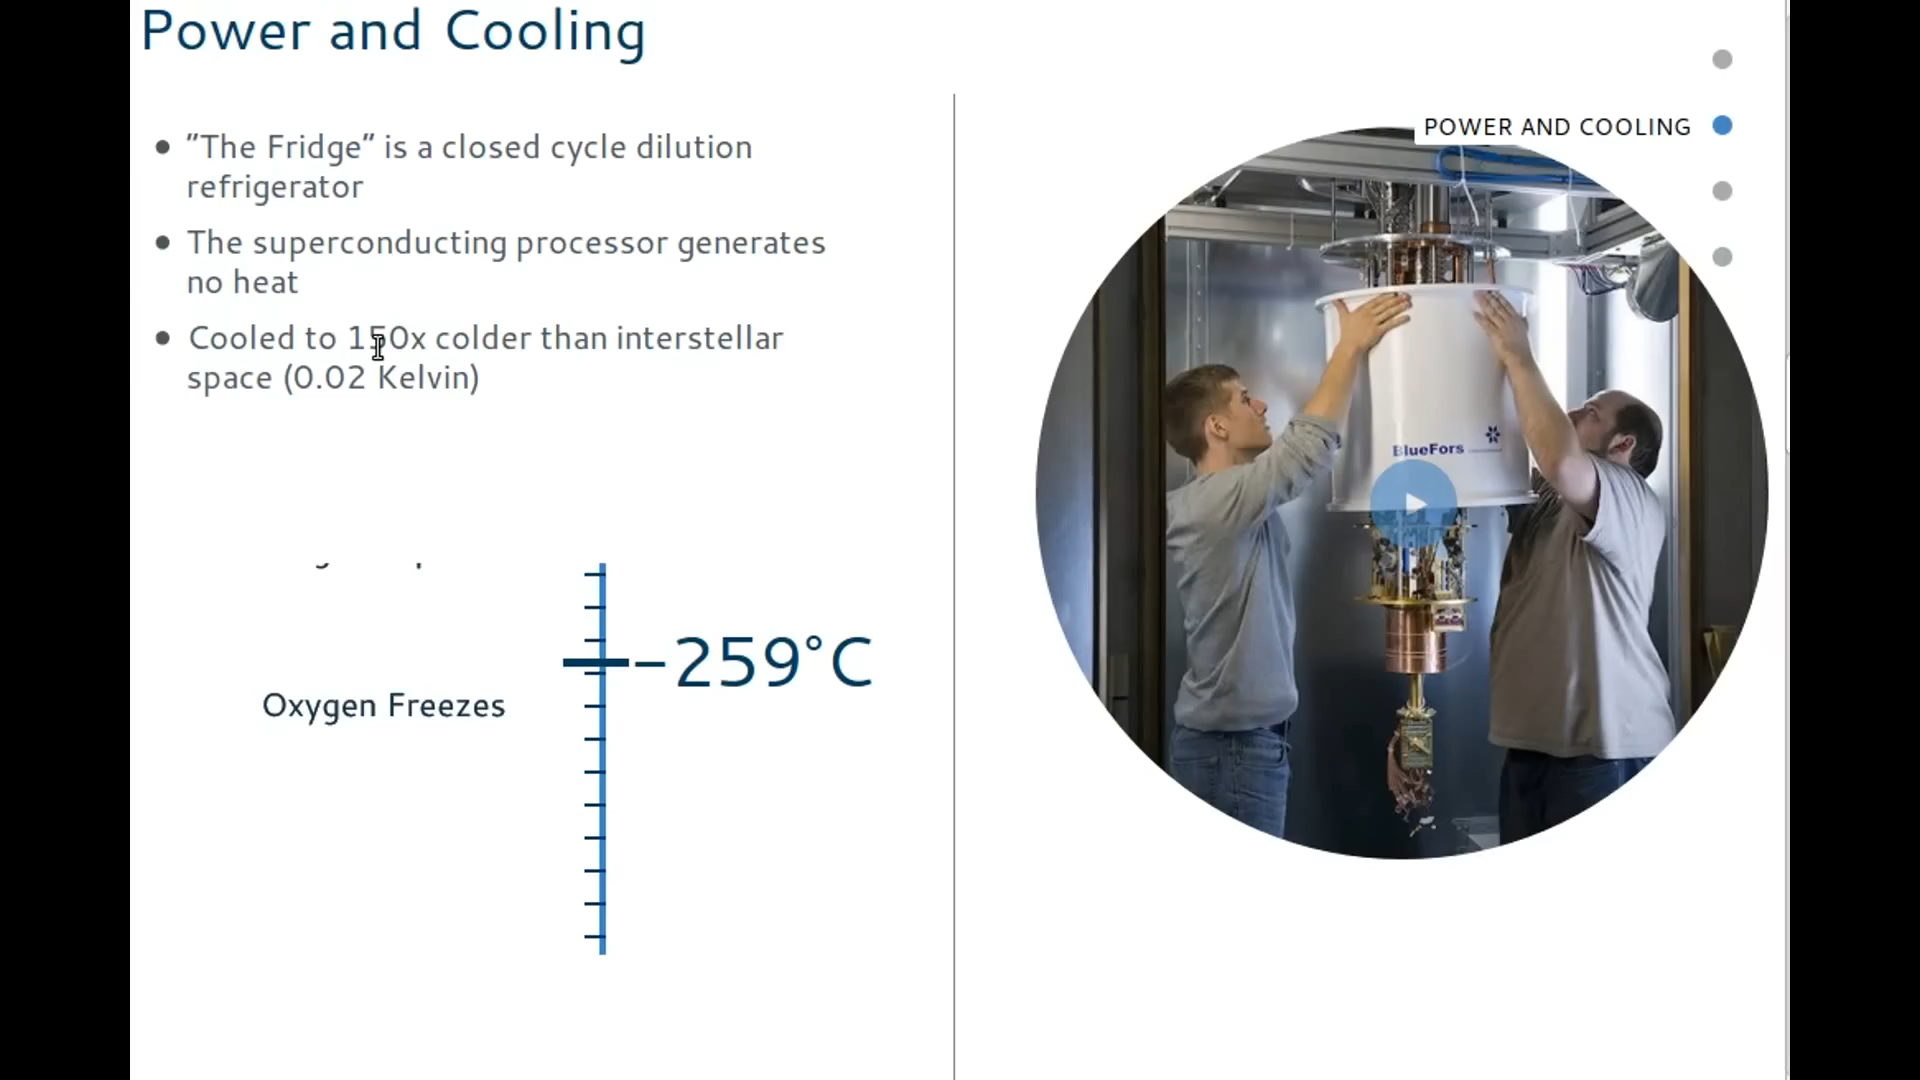 Power and Cooling
POWER AND COOLING
• "The Fridge" is a closed cycle dilution
refrigerator
• The superconducting processor generates
no heat
• Cooled to 150x colder than interstellar
space (0.02 Kelvin)
BlueFors
-259°C
Oxygen Freezes